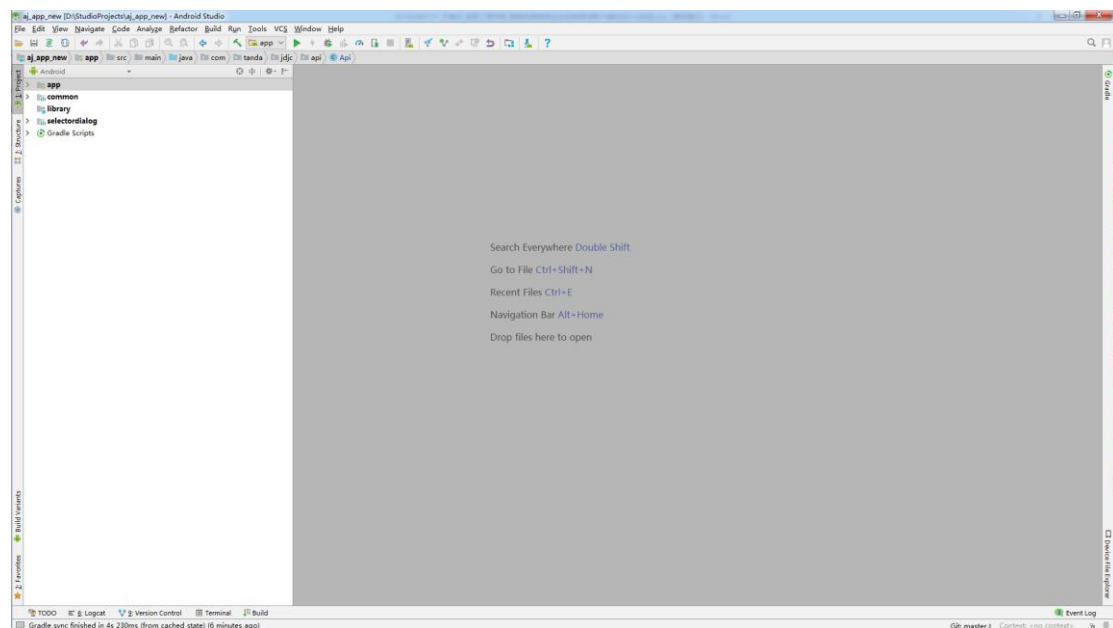 aj_app_new [D:\StudioProjects\aj_app_new] - Android Studio
File Edit View Navigate Code Analyze Refactor Build Run Tools VCS Window Help
app
aj_app_new app src main java com tanda jdjc api Api
Android
app
common
library
selectordialog
Gradle Scripts
1: Project
2: Structure
Captures
Build Variants
2: Favorites
Gradle
Device File Explorer
Search Everywhere Double Shift
Go to File Ctrl+Shift+N
Recent Files Ctrl+E
Navigation Bar Alt+Home
Drop files here to open
TODO 6: Logcat 9: Version Control Terminal Build Event Log
Gradle sync finished in 4s 230ms (from cached state) (6 minutes ago) Git: master Context: <no context>